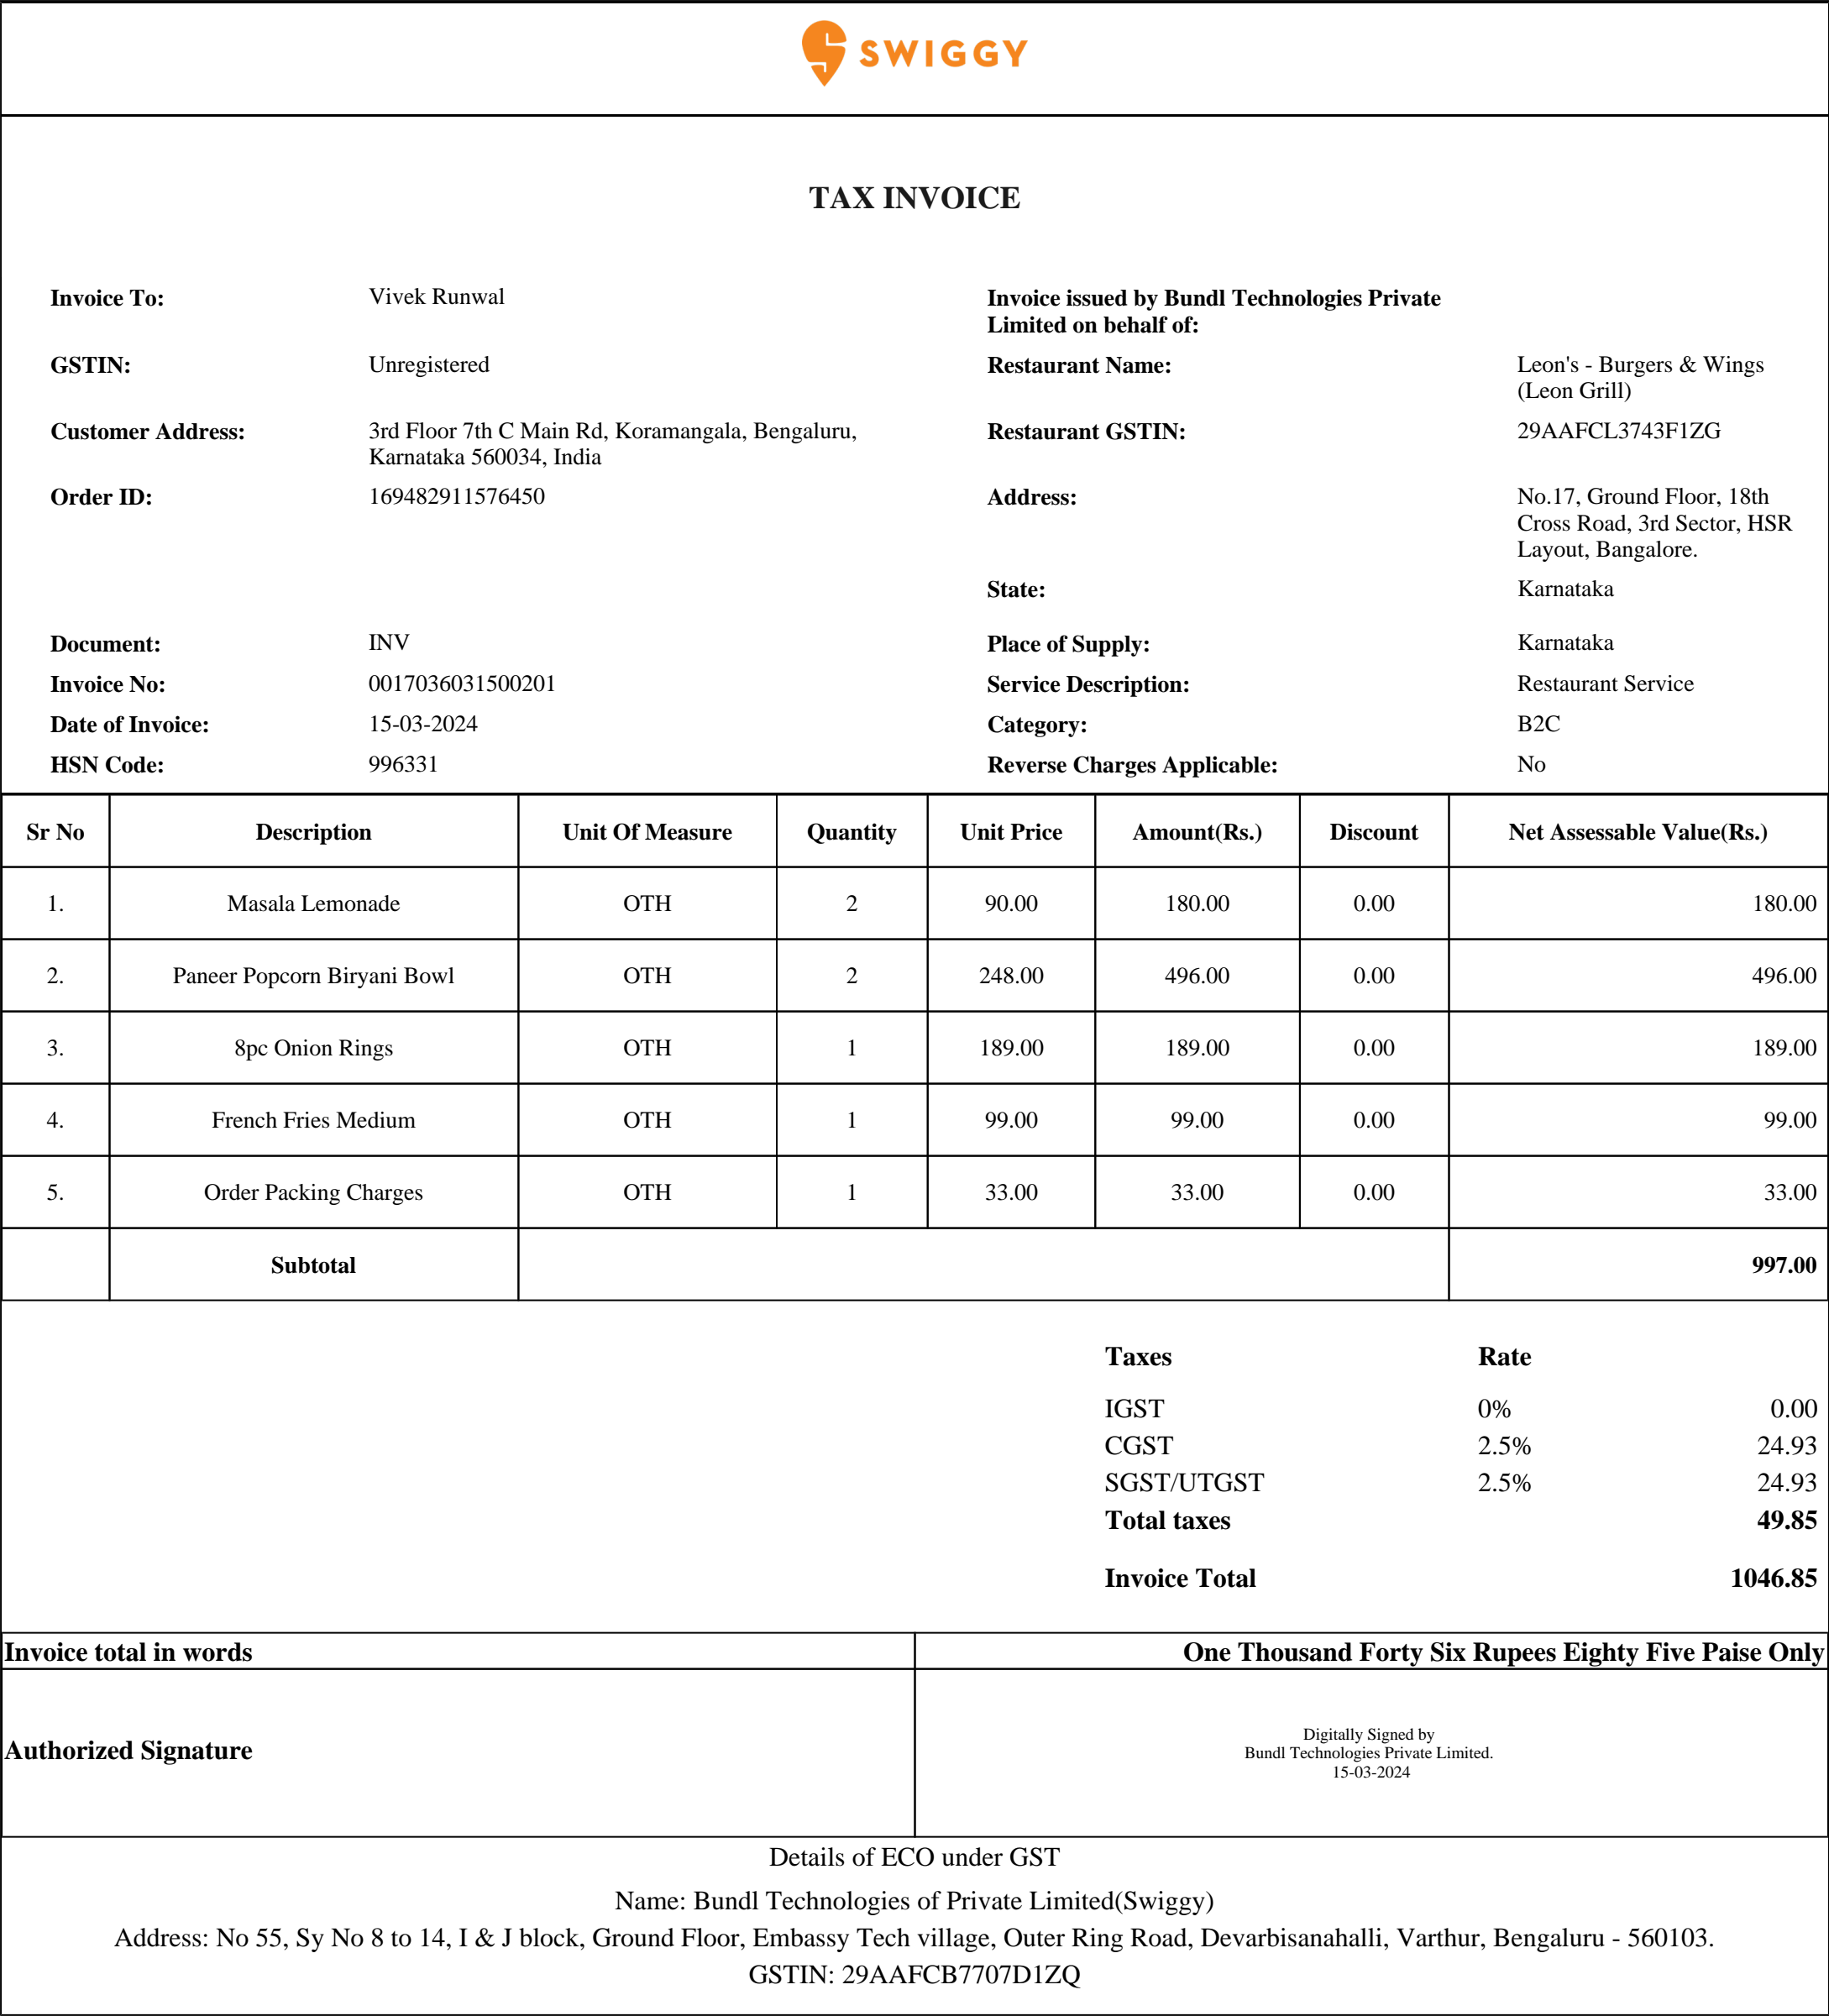 SWIGGY
TAX INVOICE
Invoice To: Vivek Runwal
GSTIN: Unregistered
Customer Address: 3rd Floor 7th C Main Rd, Koramangala, Bengaluru,
Karnataka 560034, India
Order ID: 169482911576450
Document: INV
Invoice No: 0017036031500201
Date of Invoice: 15-03-2024
HSN Code: 996331
Invoice issued by Bundl Technologies Private
Limited on behalf of:
Restaurant Name: Leon's - Burgers & Wings
(Leon Grill)
Restaurant GSTIN: 29AAFCL3743F1ZG
Address: No.17, Ground Floor, 18th
Cross Road, 3rd Sector, HSR
Layout, Bangalore.
State: Karnataka
Place of Supply: Karnataka
Service Description: Restaurant Service
Category: B2C
Reverse Charges Applicable: No
Sr No Description Unit Of Measure Quantity Unit Price Amount(Rs.) Discount Net Assessable Value(Rs.)
1. Masala Lemonade OTH 2 90.00 180.00 0.00 180.00
2. Paneer Popcorn Biryani Bowl OTH 2 248.00 496.00 0.00 496.00
3. 8pc Onion Rings OTH 1 189.00 189.00 0.00 189.00
4. French Fries Medium OTH 1 99.00 99.00 0.00 99.00
5. Order Packing Charges OTH 1 33.00 33.00 0.00 33.00
Subtotal 997.00
Taxes Rate
IGST 0% 0.00
CGST 2.5% 24.93
SGST/UTGST 2.5% 24.93
Total taxes 49.85
Invoice Total 1046.85
Invoice total in words One Thousand Forty Six Rupees Eighty Five Paise Only
Authorized Signature
Digitally Signed by
Bundl Technologies Private Limited.
15-03-2024
Details of ECO under GST
Name: Bundl Technologies of Private Limited(Swiggy)
Address: No 55, Sy No 8 to 14, I & J block, Ground Floor, Embassy Tech village, Outer Ring Road, Devarbisanahalli, Varthur, Bengaluru - 560103.
GSTIN: 29AAFCB7707D1ZQ